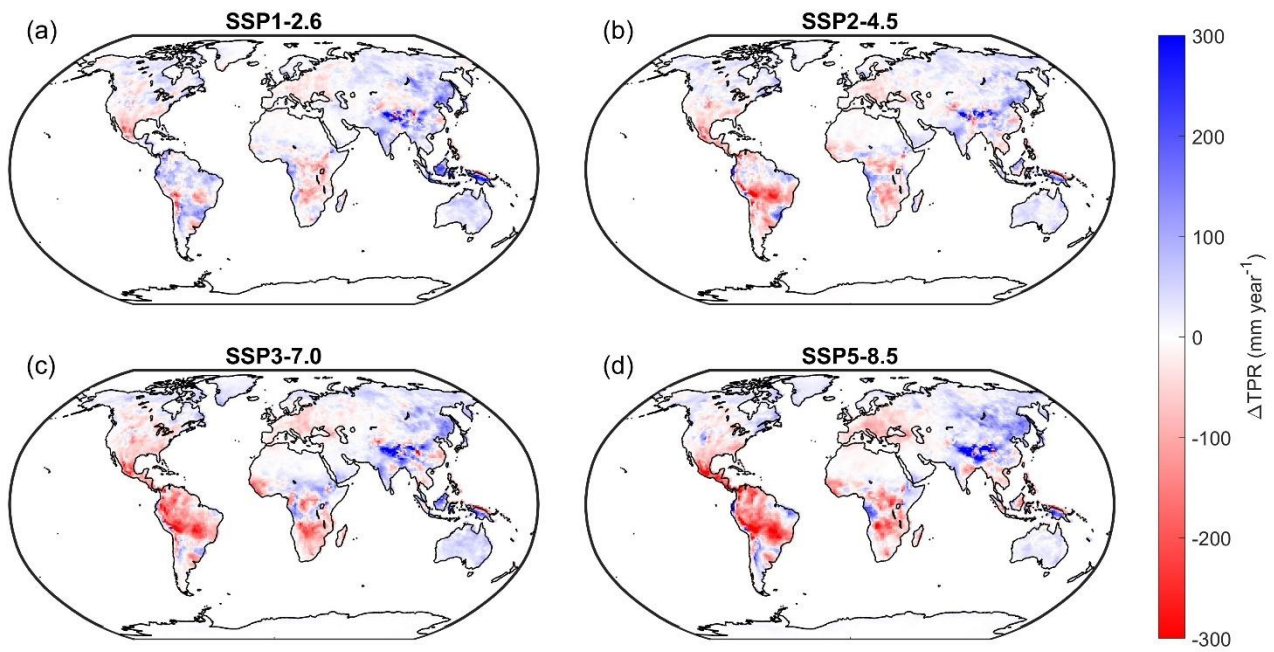 (a)
SSP1-2.6
(b)
SSP2-4.5
(c)
SSP3-7.0
(d)
SSP5-8.5
300
200
100
0
-100
-200
-300
ΔTPR (mm year⁻¹)